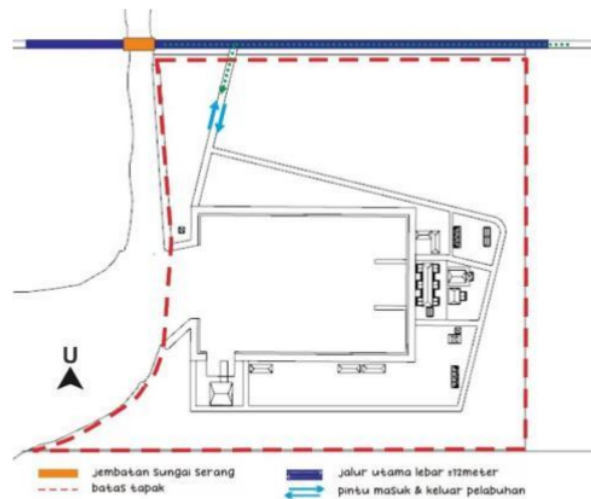 U
jembatan sungai serang
batas tapak
jalur utama lebar ±12meter
pintu masuk & keluar pelabuhan